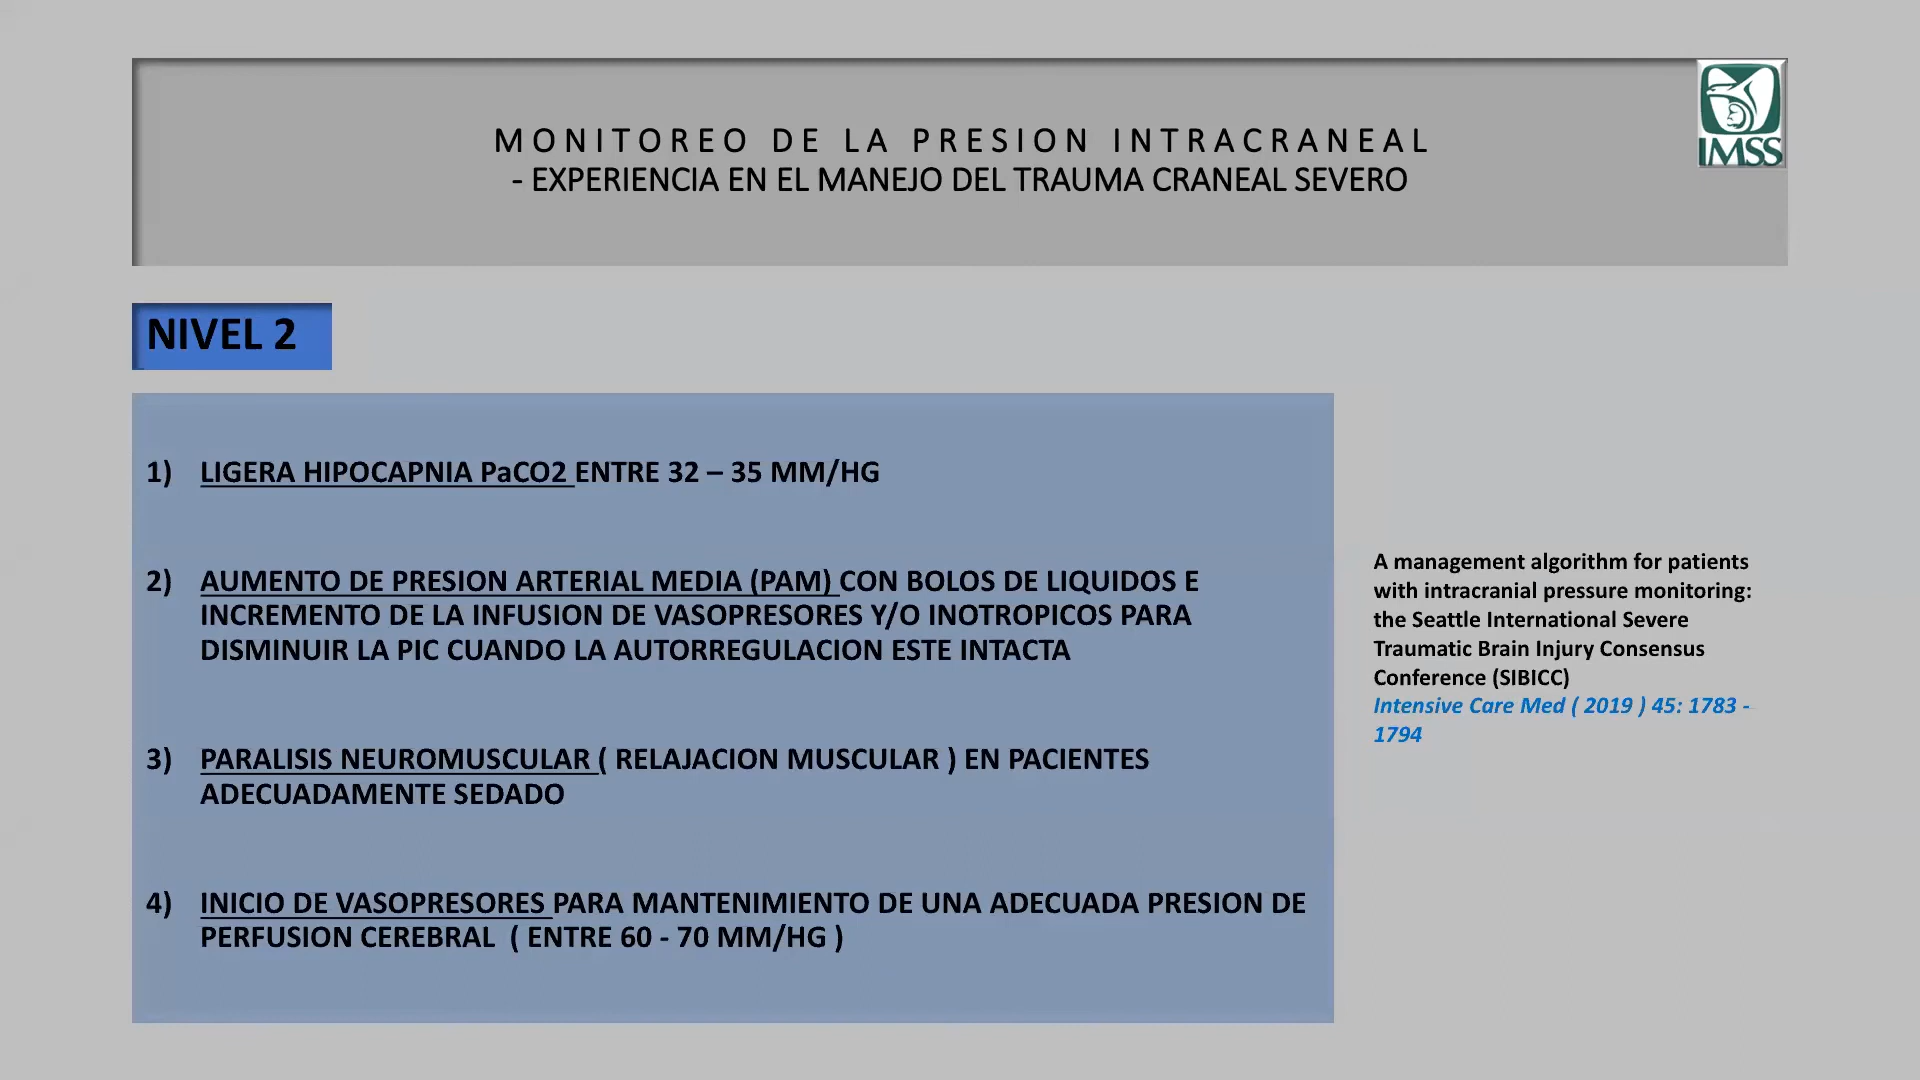 MONITOREO DE LA PRESION INTRACRANEAL
- EXPERIENCIA EN EL MANEJO DEL TRAUMA CRANEAL SEVERO
IMSS
NIVEL 2
1) LIGERA HIPOCAPNIA PaCO2 ENTRE 32 – 35 MM/HG
2) AUMENTO DE PRESION ARTERIAL MEDIA (PAM) CON BOLOS DE LIQUIDOS E
INCREMENTO DE LA INFUSION DE VASOPRESORES Y/O INOTROPICOS PARA
DISMINUIR LA PIC CUANDO LA AUTORREGULACION ESTE INTACTA
3) PARALISIS NEUROMUSCULAR ( RELAJACION MUSCULAR ) EN PACIENTES
ADECUADAMENTE SEDADO
4) INICIO DE VASOPRESORES PARA MANTENIMIENTO DE UNA ADECUADA PRESION DE
PERFUSION CEREBRAL ( ENTRE 60 - 70 MM/HG )
A management algorithm for patients
with intracranial pressure monitoring:
the Seattle International Severe
Traumatic Brain Injury Consensus
Conference (SIBICC)
Intensive Care Med ( 2019 ) 45: 1783 -
1794